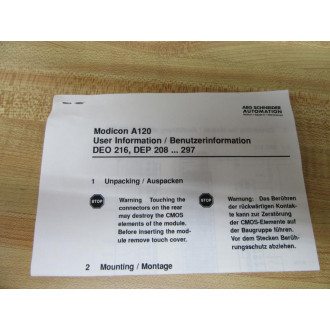 AEG SCHNEIDER
AUTOMATION
Modicon A120
User Information / Benutzerinformation
DEO 216, DEP 208 ... 297
1 Unpacking / Auspacken
STOP
Warning Touching the
connectors on the rear
may destroy the CMOS
elements of the module.
Before inserting the mod-
ule remove touch cover.
STOP
Warnung: Das Berühren
der rückwärtigen Kontak-
te kann zur Zerstörung
der CMOS-Elemente auf
der Baugruppe führen.
Vor dem Stecken Berüh-
rungsschutz abziehen.
2 Mounting / Montage